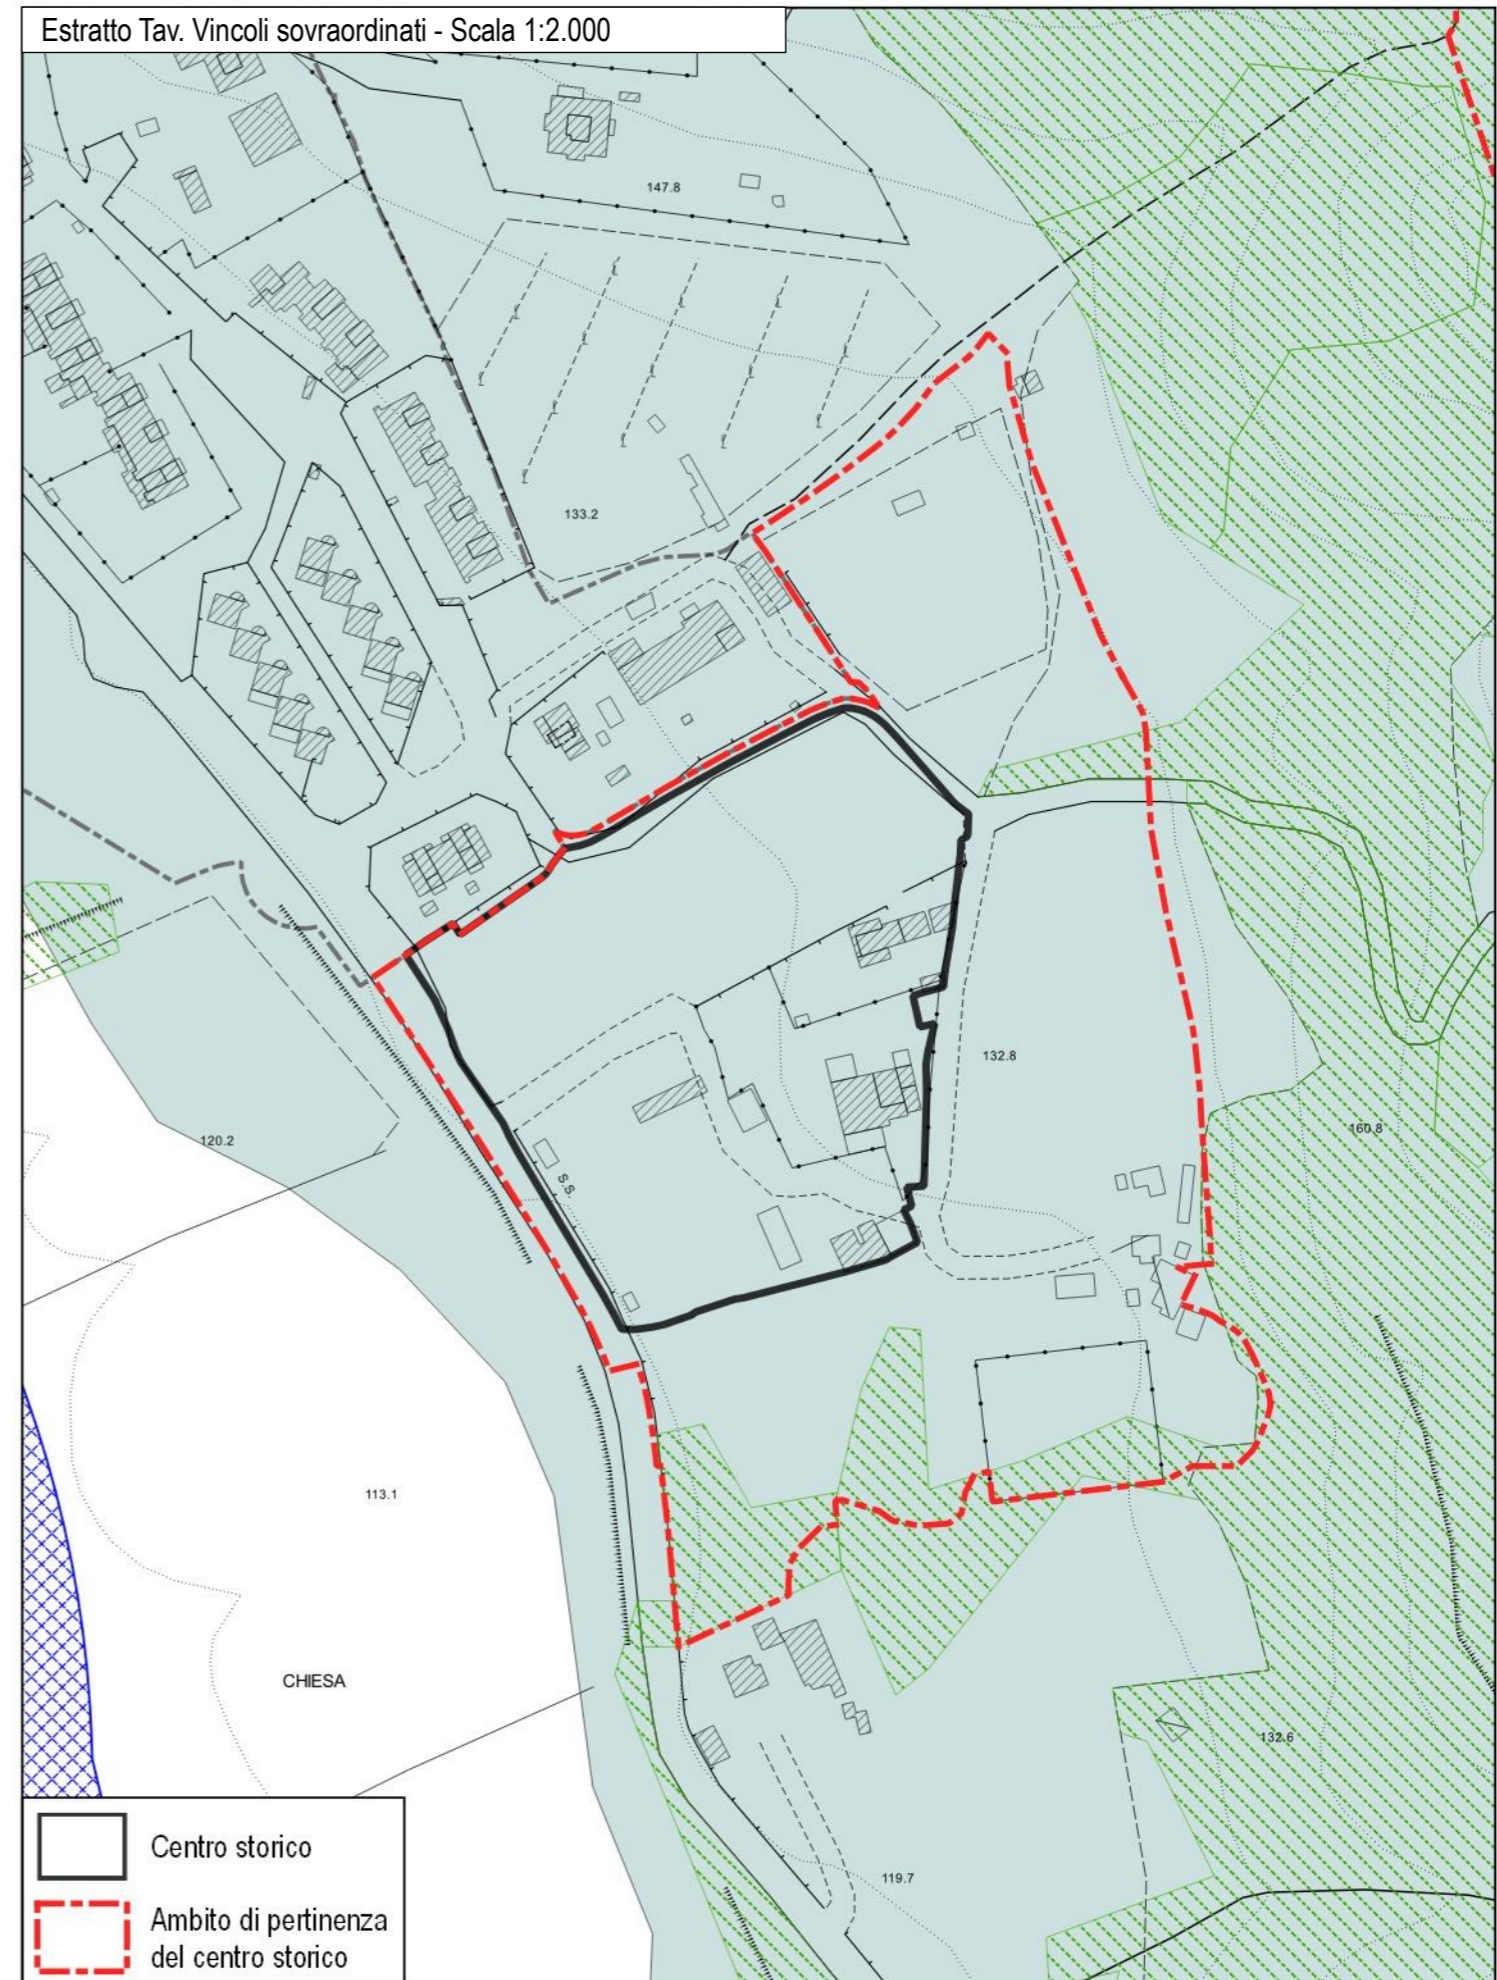 Estratto Tav. Vincoli sovraordinati - Scala 1:2.000
147.8
133.2
132.8
120.2
160.8
S.S.
113.1
CHIESA
132.6
119.7
Centro storico
Ambito di pertinenza
del centro storico